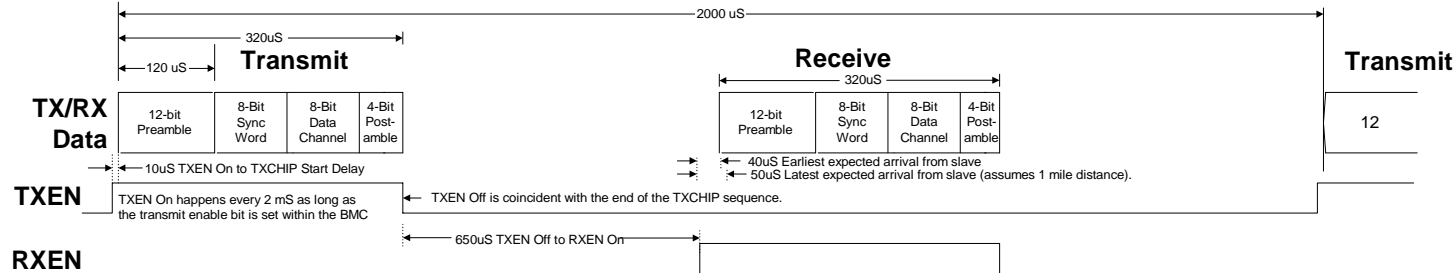 2000 uS
320uS
120 uS
Transmit
Receive
320uS
Transmit
TX/RX
Data
12-bit
Preamble
8-Bit
Sync
Word
8-Bit
Data
Channel
4-Bit
Post-
amble
12-bit
Preamble
8-Bit
Sync
Word
8-Bit
Data
Channel
4-Bit
Post-
amble
12
10uS TXEN On to TXCHIP Start Delay
40uS Earliest expected arrival from slave
50uS Latest expected arrival from slave (assumes 1 mile distance).
TXEN
TXEN On happens every 2 mS as long as
the transmit enable bit is set within the BMC
TXEN Off is coincident with the end of the TXCHIP sequence.
650uS TXEN Off to RXEN On
RXEN